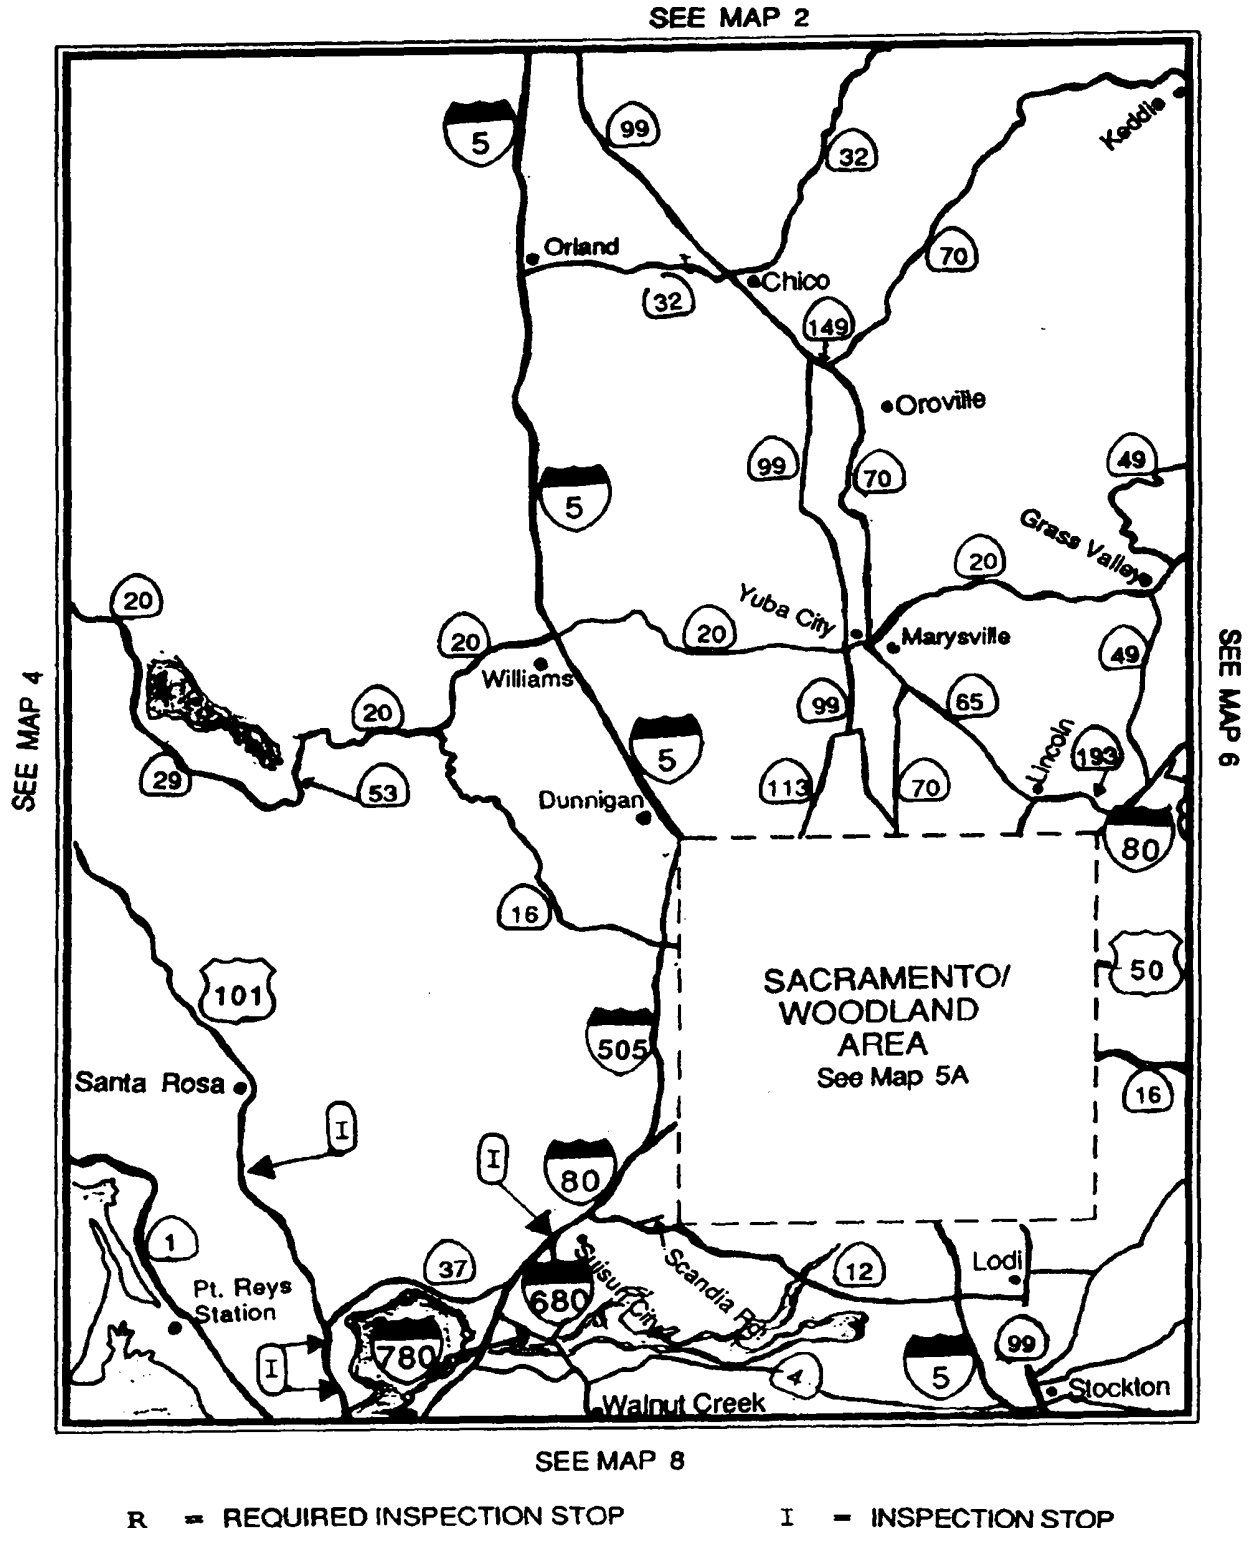 SEE MAP 2
5
99
32
Keddie
70
Orland
32
Chico
149
Oroville
99
70
5
49
Grass Valley
20
20
Yuba City
20
20
Marysville
49
Williams
SEE MAP 4
SEE MAP 6
20
99
65
5
Lincoln
193
29
53
Dunnigan
113
70
80
16
101
SACRAMENTO/
WOODLAND
AREA
See Map 5A
50
505
Santa Rosa
16
I
I
80
1
37
Suisun City
Scandia Rd.
12
Lodi
Pt. Reys
Station
680
I
780
99
5
4
Stockton
Walnut Creek
SEE MAP 8
R = REQUIRED INSPECTION STOP
I = INSPECTION STOP